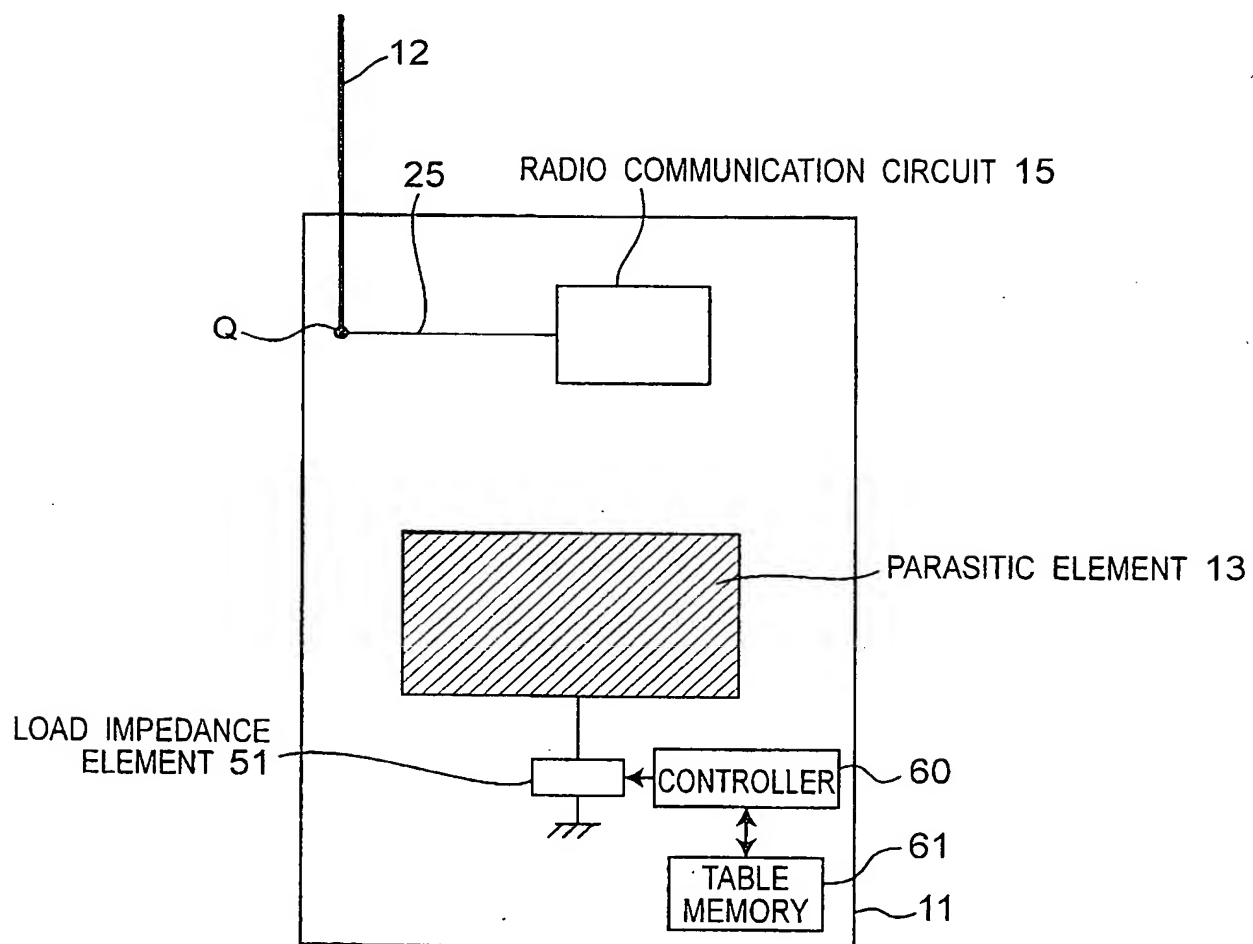 12
25
RADIO COMMUNICATION CIRCUIT 15
Q
PARASITIC ELEMENT 13
LOAD IMPEDANCE
ELEMENT 51
CONTROLLER
60
61
TABLE
MEMORY
11